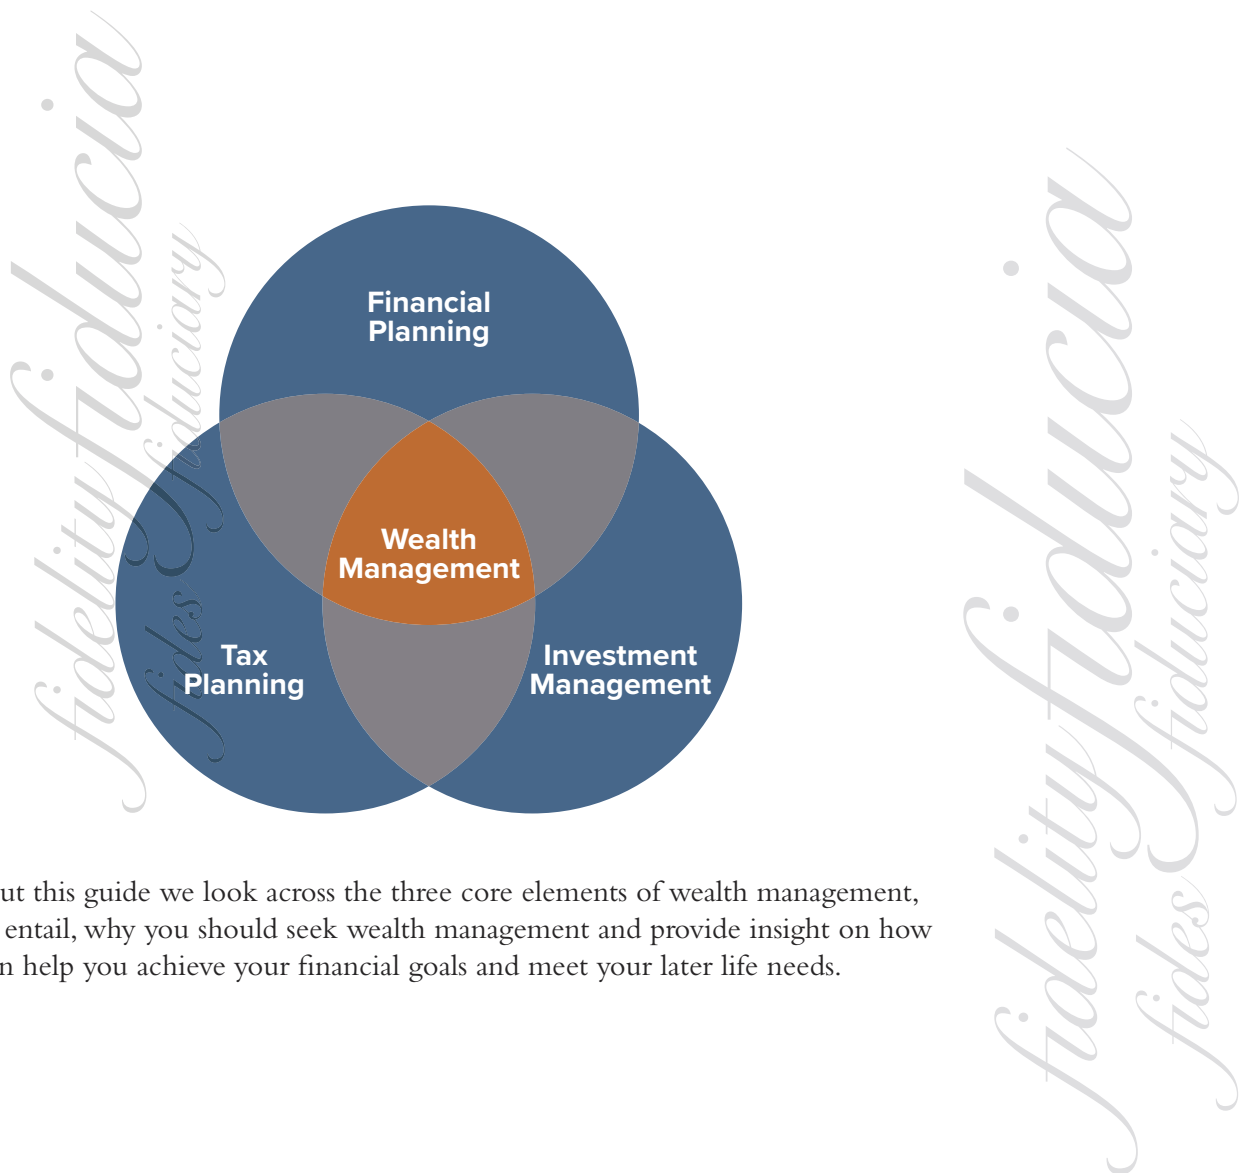 Financial
Planning
Wealth
Management
Tax
Planning
Investment
Management
ut this guide we look across the three core elements of wealth management,
entail, why you should seek wealth management and provide insight on how
n help you achieve your financial goals and meet your later life needs.
fiducia
fidelity
fiduciary
fides
fiducia
fidelity
fiduciary
fides